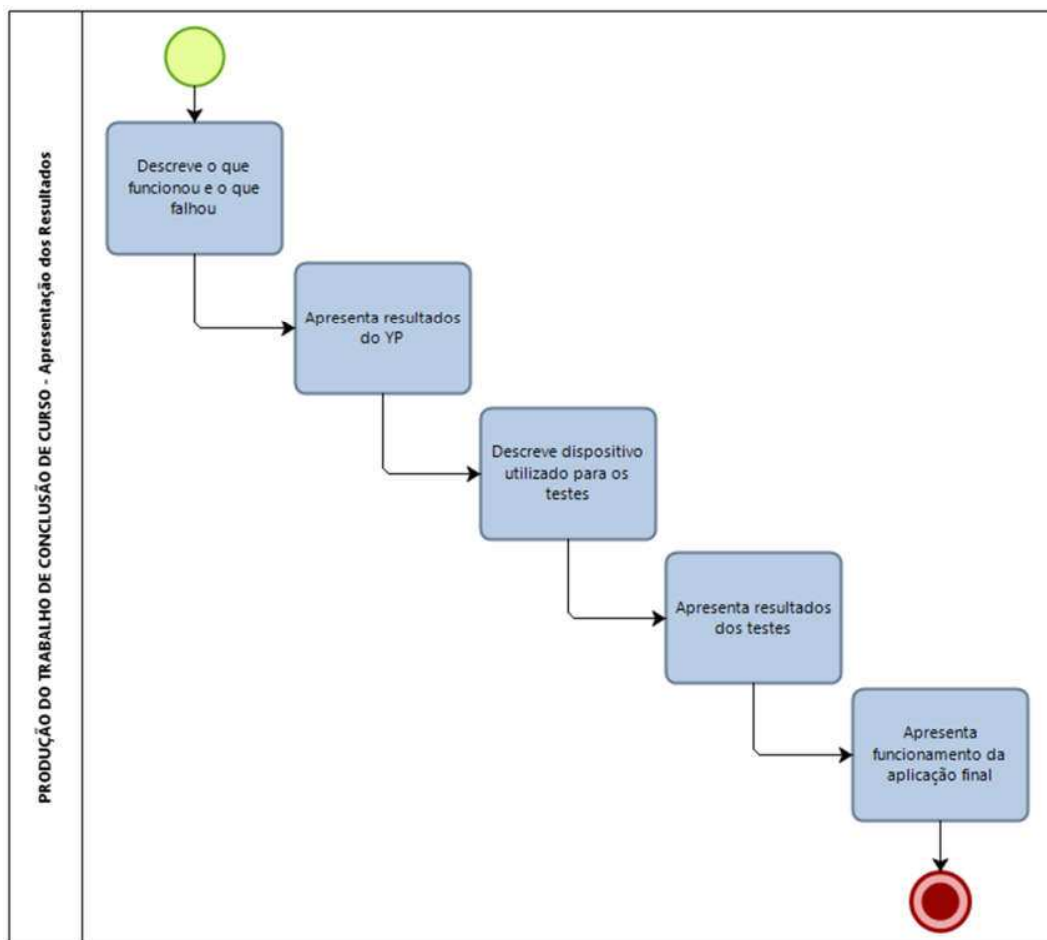 PRODUÇÃO DO TRABALHO DE CONCLUSÃO DE CURSO - Apresentação dos Resultados
Descreve o que
funcionou e o que
falhou
Apresenta resultados
do YP
Descreve dispositivo
utilizado para os
testes
Apresenta resultados
dos testes
Apresenta
funcionamento da
aplicação final